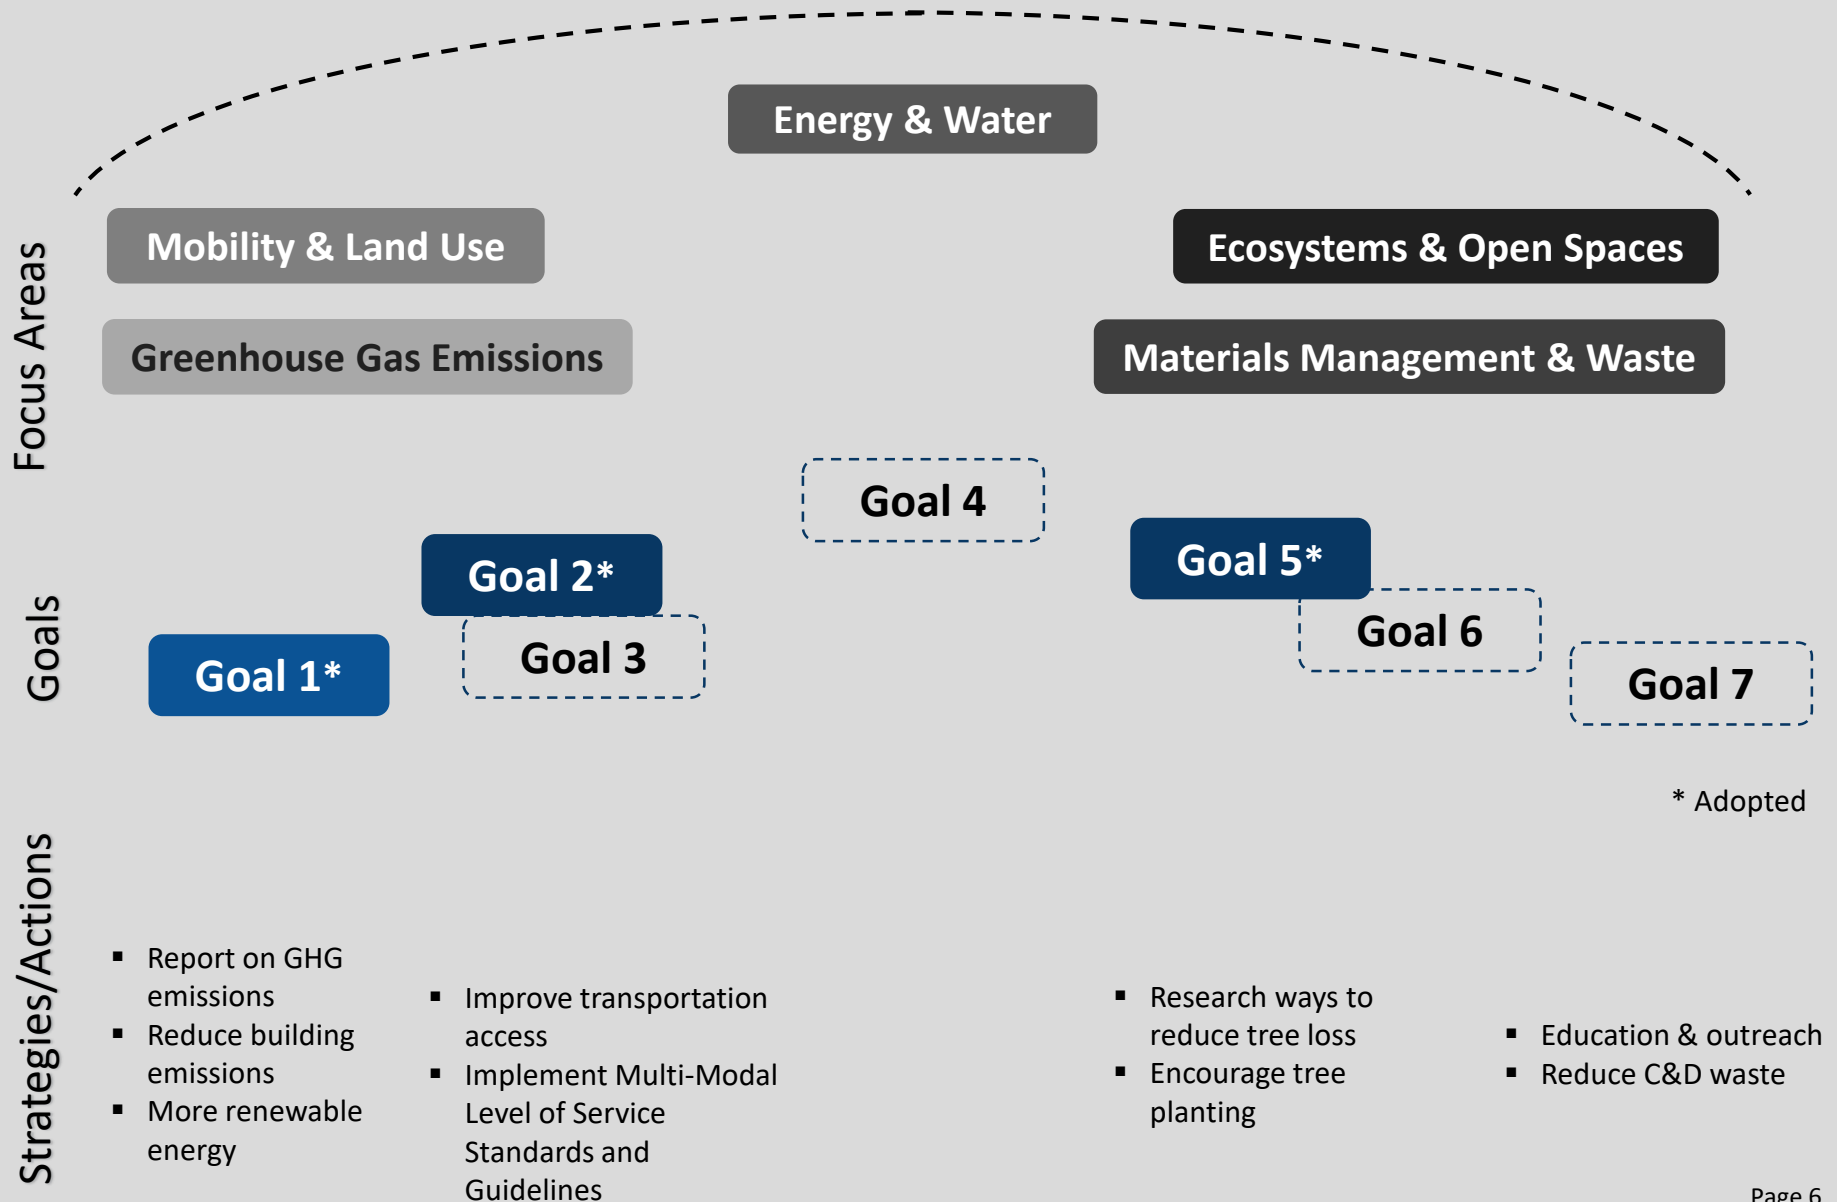 Energy & Water
Focus Areas
Mobility & Land Use
Ecosystems & Open Spaces
Greenhouse Gas Emissions
Materials Management & Waste
Goals
Goal 4
Goal 2*
Goal 5*
Goal 3
Goal 6
Goal 1*
Goal 7
* Adopted
Strategies/Actions
▪ Report on GHG
emissions
▪ Reduce building
emissions
▪ More renewable
energy
▪ Improve transportation
access
▪ Implement Multi-Modal
Level of Service
Standards and
Guidelines
▪ Research ways to
reduce tree loss
▪ Encourage tree
planting
▪ Education & outreach
▪ Reduce C&D waste
Page 6